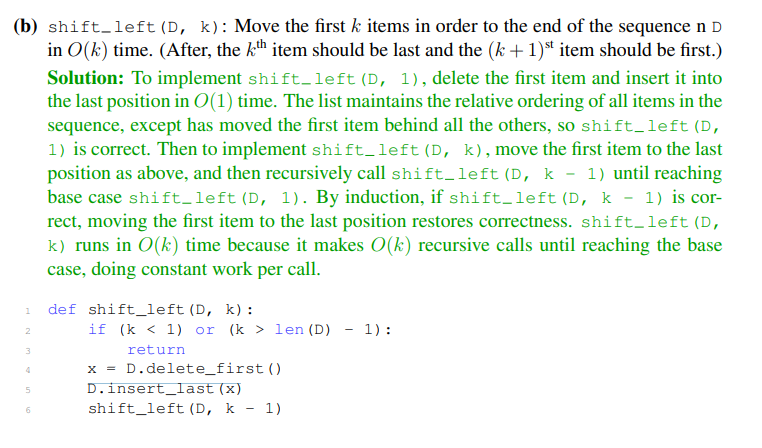 (b) shift_left(D, k): Move the first k items in order to the end of the sequence n D
in O(k) time. (After, the kth item should be last and the (k + 1)st item should be first.)
Solution: To implement shift_left(D, 1), delete the first item and insert it into
the last position in O(1) time. The list maintains the relative ordering of all items in the
sequence, except has moved the first item behind all the others, so shift_left(D,
1) is correct. Then to implement shift_left(D, k), move the first item to the last
position as above, and then recursively call shift_left(D, k - 1) until reaching
base case shift_left(D, 1). By induction, if shift_left(D, k - 1) is cor-
rect, moving the first item to the last position restores correctness. shift_left(D,
k) runs in O(k) time because it makes O(k) recursive calls until reaching the base
case, doing constant work per call.
1 def shift_left(D, k):
2 if (k < 1) or (k > len(D) - 1):
3 return
4 x = D.delete_first()
5 D.insert_last(x)
6 shift_left(D, k - 1)